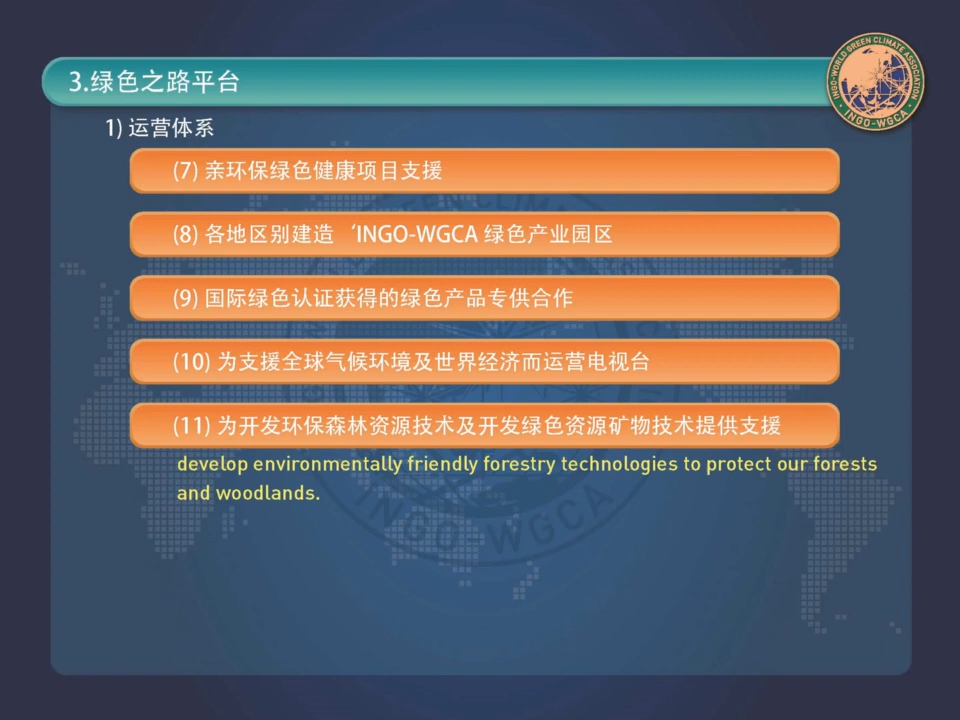 3.绿色之路平台
INGO-WORLD GREEN CLIMATE ASSOCIATION
INGO-WGCA
1) 运营体系
(7) 亲环保绿色健康项目支援
(8) 各地区别建造 ‘INGO-WGCA 绿色产业园区
(9) 国际绿色认证获得的绿色产品专供合作
(10) 为支援全球气候环境及世界经济而运营电视台
(11) 为开发环保森林资源技术及开发绿色资源矿物技术提供支援
develop environmentally friendly forestry technologies to protect our forests
and woodlands.
INGO-WGCA